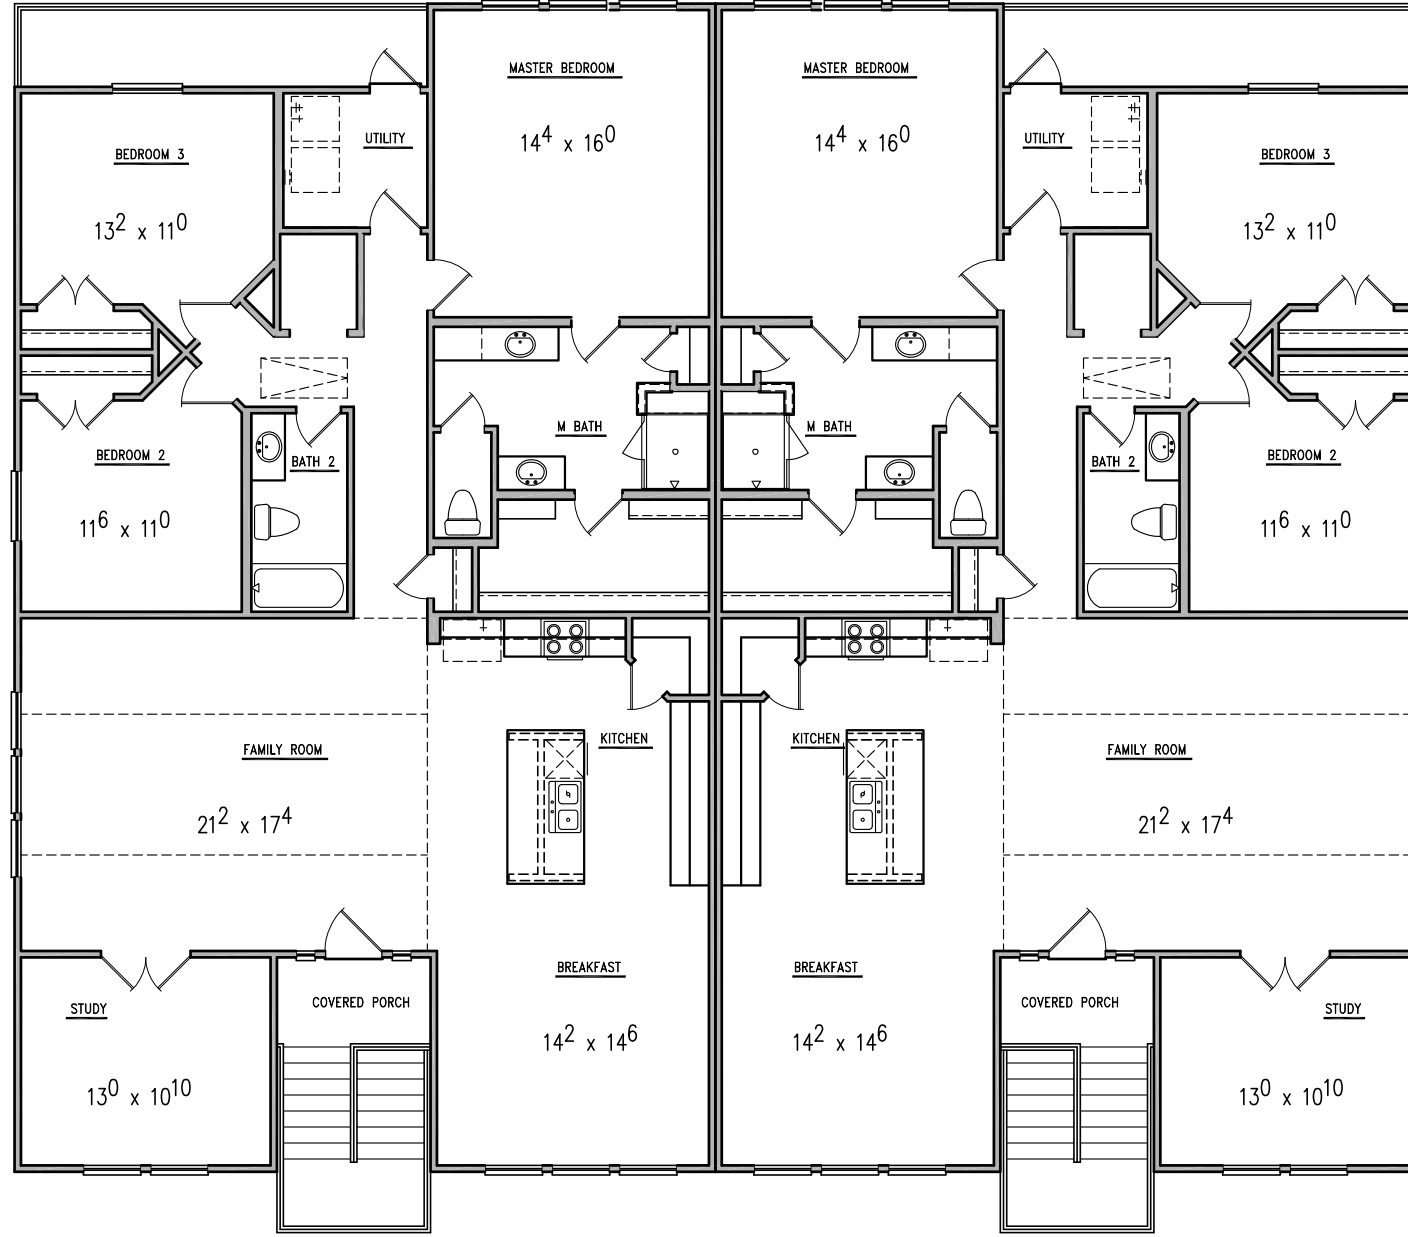 MASTER BEDROOM
MASTER BEDROOM
14⁴ x 16⁰
14⁴ x 16⁰
UTILITY
UTILITY
BEDROOM 3
BEDROOM 3
13² x 11⁰
13² x 11⁰
M BATH
M BATH
BEDROOM 2
BATH 2
BATH 2
BEDROOM 2
11⁶ x 11⁰
11⁶ x 11⁰
KITCHEN
KITCHEN
FAMILY ROOM
FAMILY ROOM
21² x 17⁴
21² x 17⁴
BREAKFAST
BREAKFAST
STUDY
COVERED PORCH
COVERED PORCH
STUDY
14² x 14⁶
14² x 14⁶
13⁰ x 10¹⁰
13⁰ x 10¹⁰